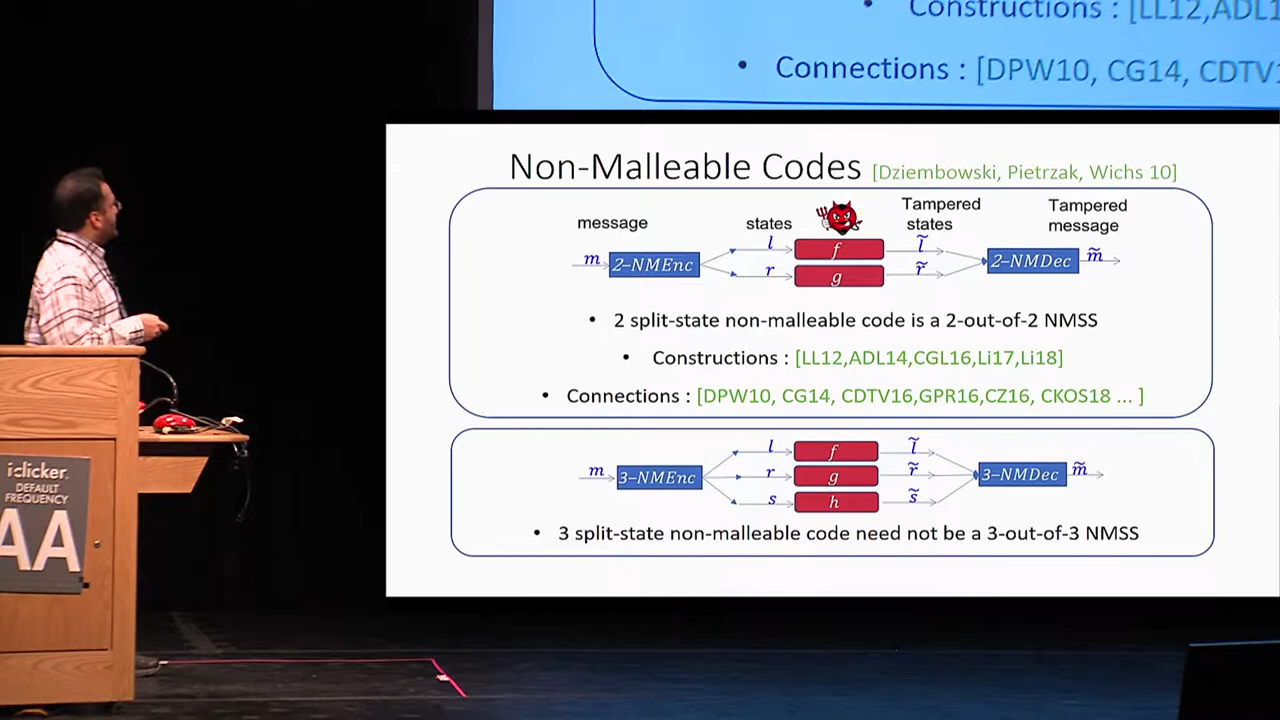 Constructions : [LL12,ADL1
Connections : [DPW10, CG14, CDTV1
Non-Malleable Codes [Dziembowski, Pietrzak, Wichs 10]
message states Tampered states Tampered message
m 2-NMEnc l f l̃ 2-NMDec m̃
r g r̃
• 2 split-state non-malleable code is a 2-out-of-2 NMSS
• Constructions : [LL12,ADL14,CGL16,Li17,Li18]
• Connections : [DPW10, CG14, CDTV16,GPR16,CZ16, CKOS18 ... ]
m 3-NMEnc l f l̃ 3-NMDec m̃
r g r̃
s h s̃
• 3 split-state non-malleable code need not be a 3-out-of-3 NMSS
iclicker.
DEFAULT
FREQUENCY
AA